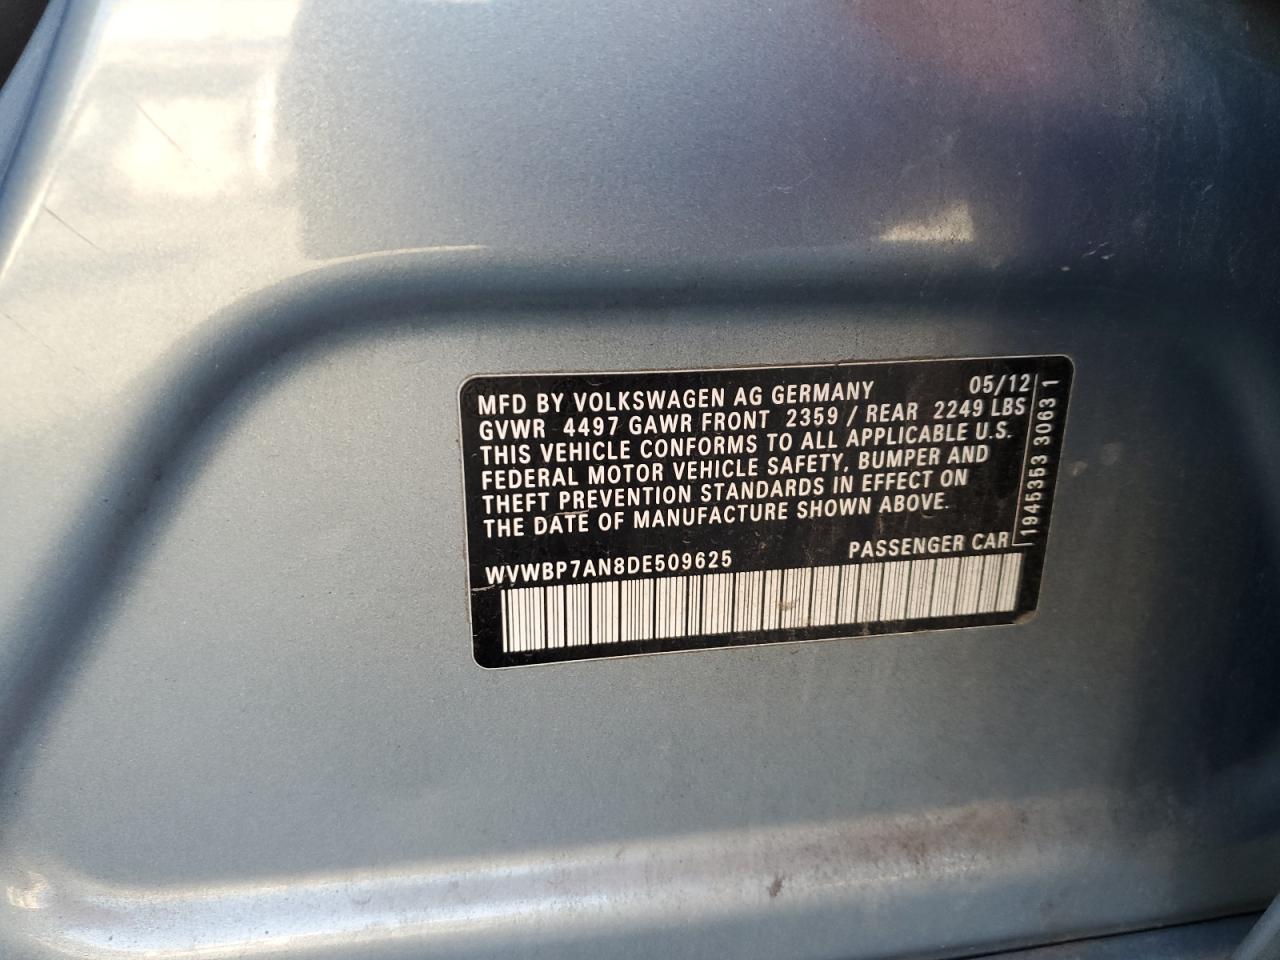 MFD BY VOLKSWAGEN AG GERMANY 05/12
GVWR 4497 GAWR FRONT 2359 / REAR 2249 LBS
THIS VEHICLE CONFORMS TO ALL APPLICABLE U.S.
FEDERAL MOTOR VEHICLE SAFETY, BUMPER AND
THEFT PREVENTION STANDARDS IN EFFECT ON
THE DATE OF MANUFACTURE SHOWN ABOVE.
WVWBP7AN8DE509625 PASSENGER CAR
1945353 30631